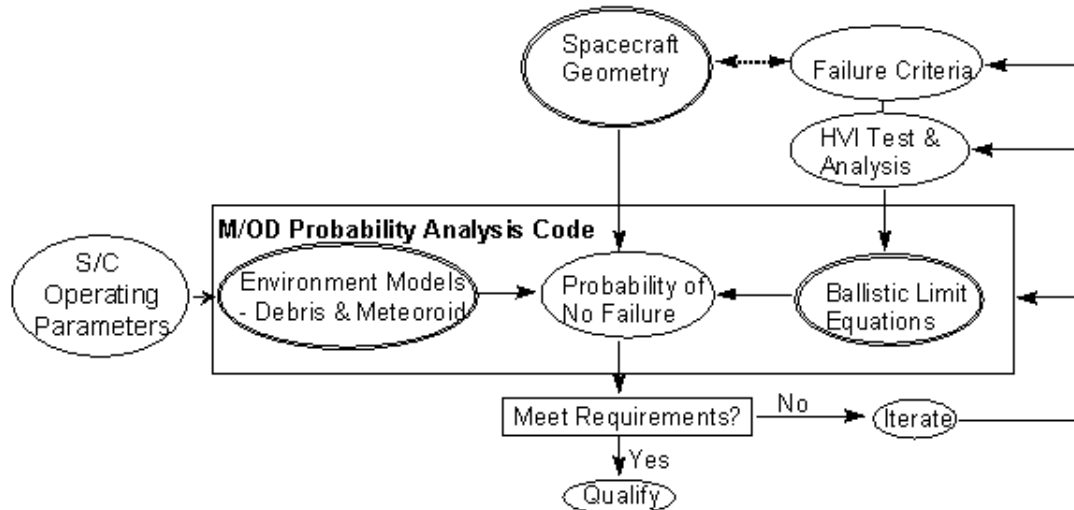 Spacecraft
Geometry
Failure Criteria
HVI Test &
Analysis
M/OD Probability Analysis Code
S/C
Operating
Parameters
Environment Models
- Debris & Meteoroid
Probability of
No Failure
Ballistic Limit
Equations
Meet Requirements?
No
Iterate
Yes
Qualify